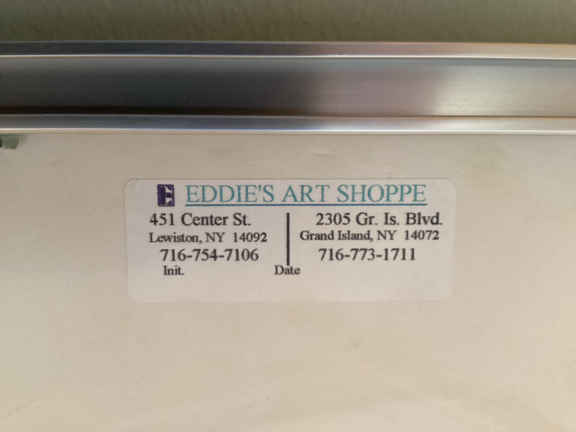 E EDDIE'S ART SHOPPE
451 Center St.
Lewiston, NY 14092
716-754-7106
2305 Gr. Is. Blvd.
Grand Island, NY 14072
716-773-1711
Init. Date